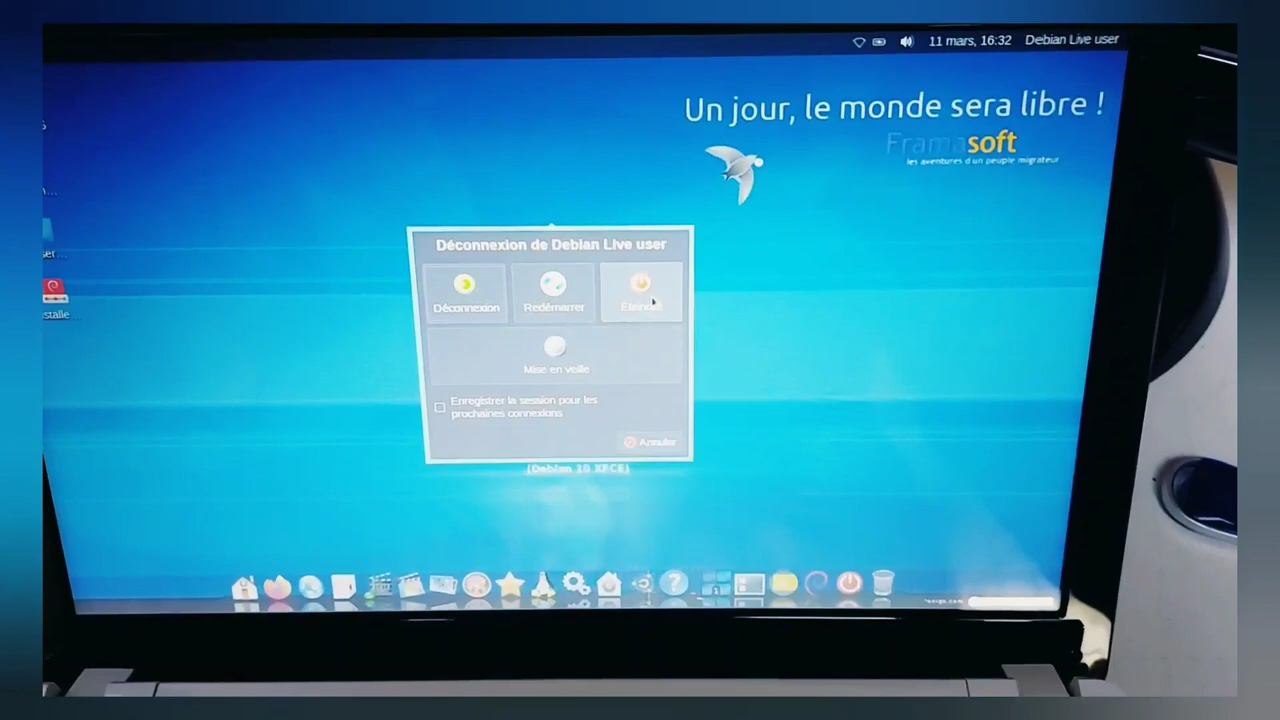 11 mars, 16:32 Debian Live user
Un jour, le monde sera libre !
Framasoft
les aventures d'un peuple migrateur
Déconnexion de Debian Live user
Déconnexion
Redémarrer
Éteindre
Mise en veille
Enregistrer la session pour les
prochaines connexions
Annuler
(Debian 10 XFCE)